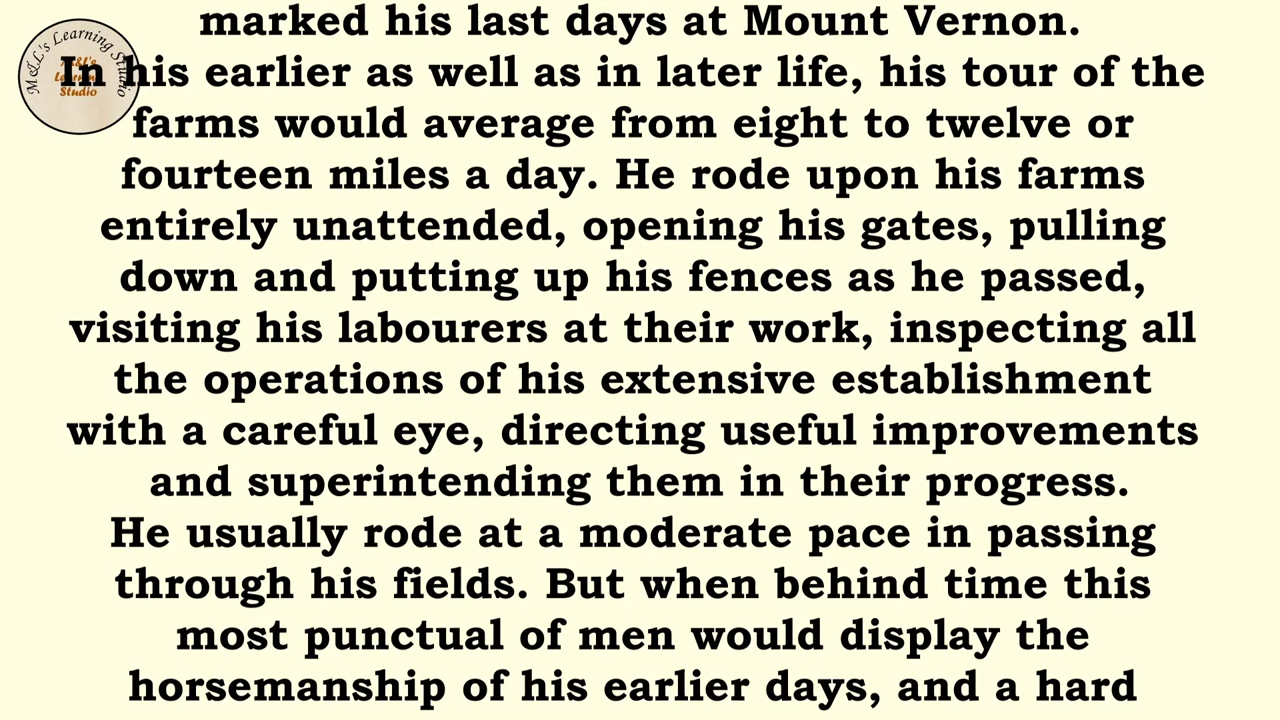 marked his last days at Mount Vernon.
M&L's Learning Studio
M&L's
Learning
Studio
In his earlier as well as in later life, his tour of the
farms would average from eight to twelve or
fourteen miles a day. He rode upon his farms
entirely unattended, opening his gates, pulling
down and putting up his fences as he passed,
visiting his labourers at their work, inspecting all
the operations of his extensive establishment
with a careful eye, directing useful improvements
and superintending them in their progress.
He usually rode at a moderate pace in passing
through his fields. But when behind time this
most punctual of men would display the
horsemanship of his earlier days, and a hard